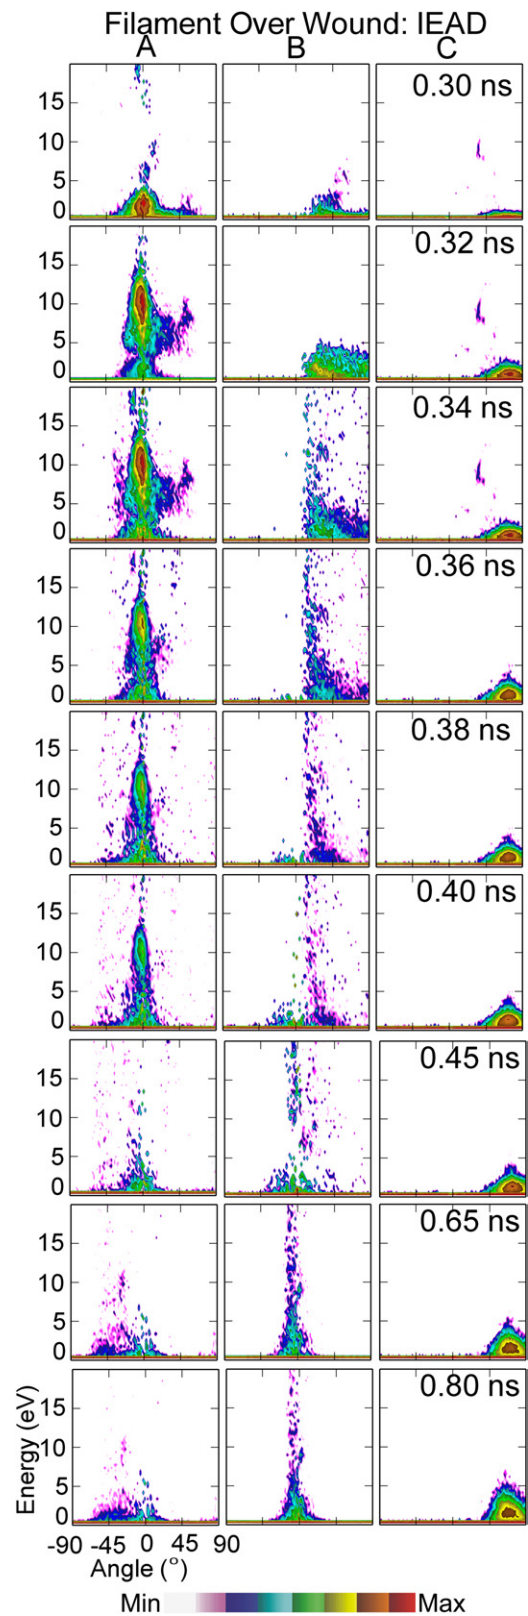 Filament Over Wound: IEAD
A B C
0.30 ns
15
10
5
0
0.32 ns
15
10
5
0
0.34 ns
15
10
5
0
0.36 ns
15
10
5
0
0.38 ns
15
10
5
0
0.40 ns
15
10
5
0
0.45 ns
15
10
5
0
0.65 ns
15
10
5
0
0.80 ns
15
10
5
0
Energy (eV)
-90 -45 0 45 90
Angle (°)
Min Max